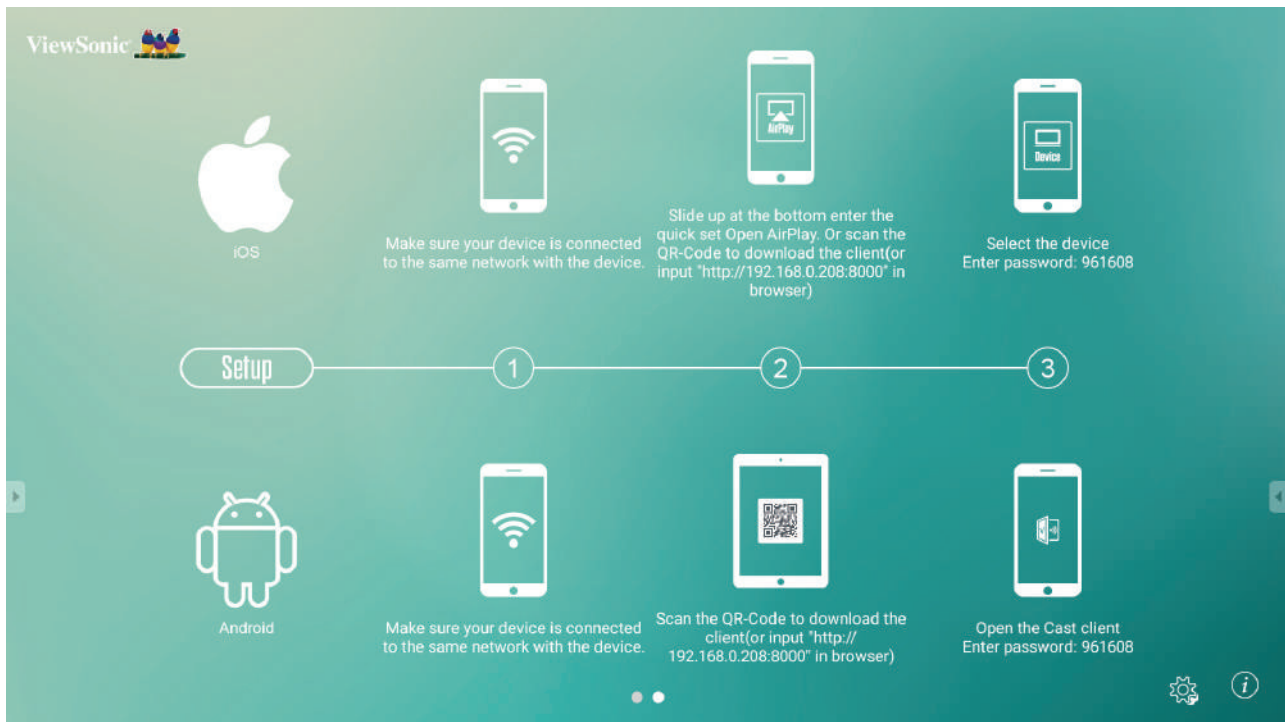 ViewSonic
AirPlay
Device
iOS
Make sure your device is connected
to the same network with the device.
Slide up at the bottom enter the
quick set Open AirPlay. Or scan the
QR-Code to download the client(or
input "http://192.168.0.208:8000" in
browser)
Select the device
Enter password: 961608
Setup
1
2
3
Android
Make sure your device is connected
to the same network with the device.
Scan the QR-Code to download the
client(or input "http://
192.168.0.208:8000" in browser)
Open the Cast client
Enter password: 961608
i